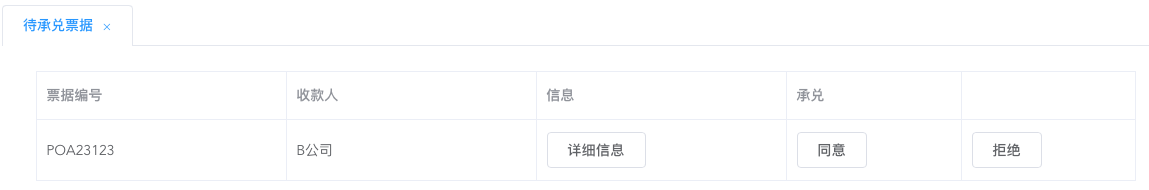 待承兑票据 ×
票据编号 收款人 信息 承兑
POA23123 B公司 详细信息 同意 拒绝